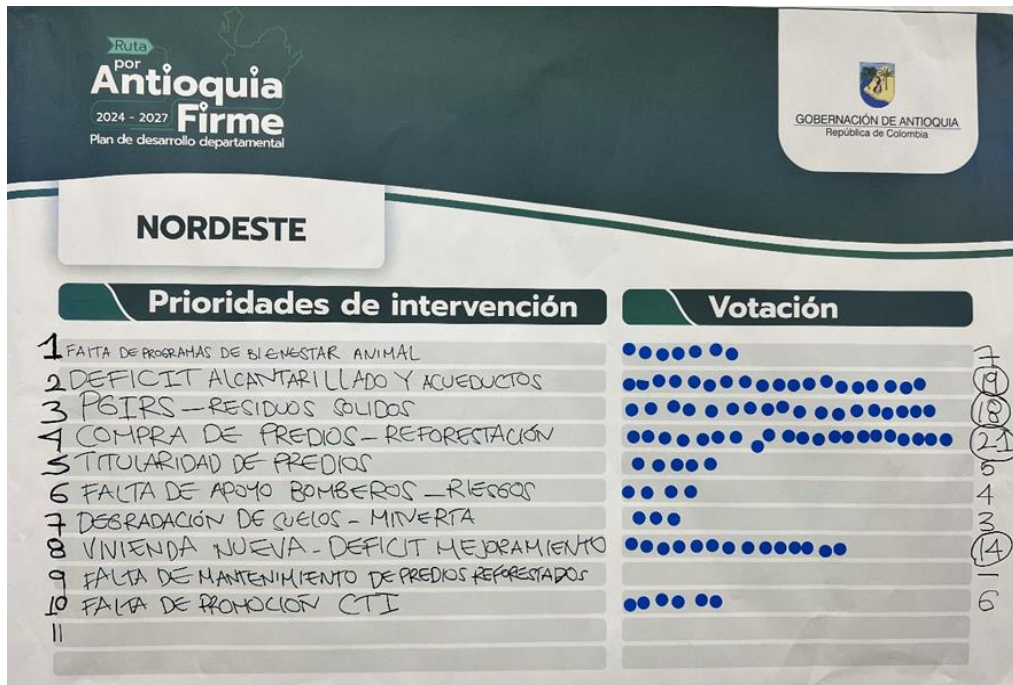 Ruta
por
Antioquia
2024 - 2027 Firme
Plan de desarrollo departamental
GOBERNACIÓN DE ANTIOQUIA
República de Colombia
NORDESTE
Prioridades de intervención Votación
1 FALTA DE PROGRAMAS DE BIENESTAR ANIMAL 7
2 DEFICIT ALCANTARILLADO Y ACUEDUCTOS 19
3 PGIRS - RESIDUOS SOLIDOS 18
4 COMPRA DE PREDIOS - REFORESTACIÓN 21
5 TITULARIDAD DE PREDIOS
6 FALTA DE APOYO BOMBEROS - RIESGOS 4
7 DEGRADACIÓN DE SUELOS - MINERTA 3
8 VIVIENDA NUEVA - DEFICIT MEJORAMIENTO 14
9 FALTA DE MANTENIMIENTO DE PREDIOS REFORESTADOS -
10 FALTA DE PROMOCIÓN CTI 6
11